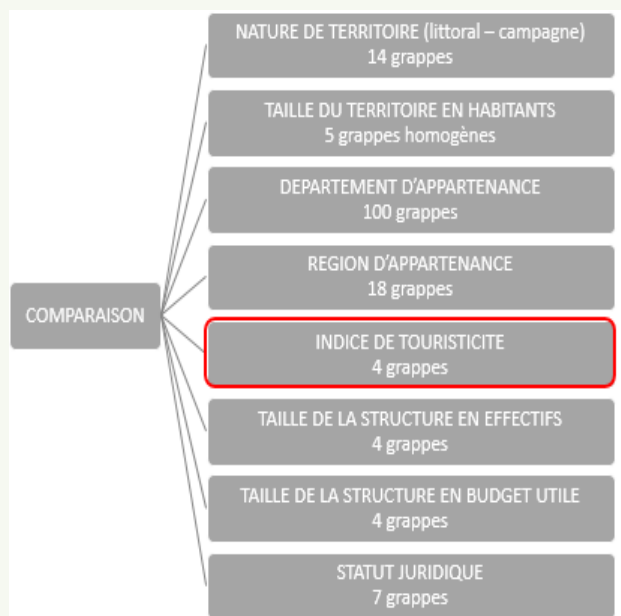 NATURE DE TERRITOIRE (littoral – campagne)
14 grappes
TAILLE DU TERRITOIRE EN HABITANTS
5 grappes homogènes
DEPARTEMENT D'APPARTENANCE
100 grappes
REGION D'APPARTENANCE
18 grappes
COMPARAISON
INDICE DE TOURISTICITE
4 grappes
TAILLE DE LA STRUCTURE EN EFFECTIFS
4 grappes
TAILLE DE LA STRUCTURE EN BUDGET UTILE
4 grappes
STATUT JURIDIQUE
7 grappes